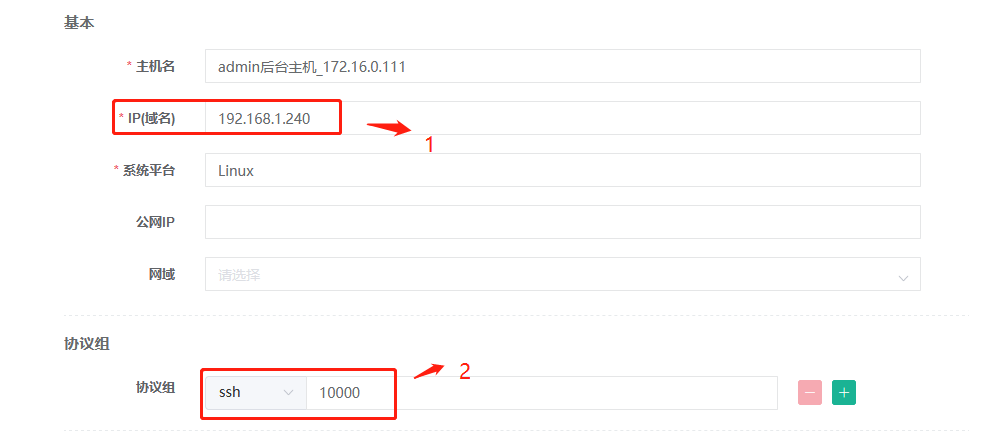 基本
* 主机名 admin后台主机_172.16.0.111
* IP(域名) 192.168.1.240
1
* 系统平台 Linux
公网IP
网域 请选择
协议组
协议组 ssh 10000 − +
2